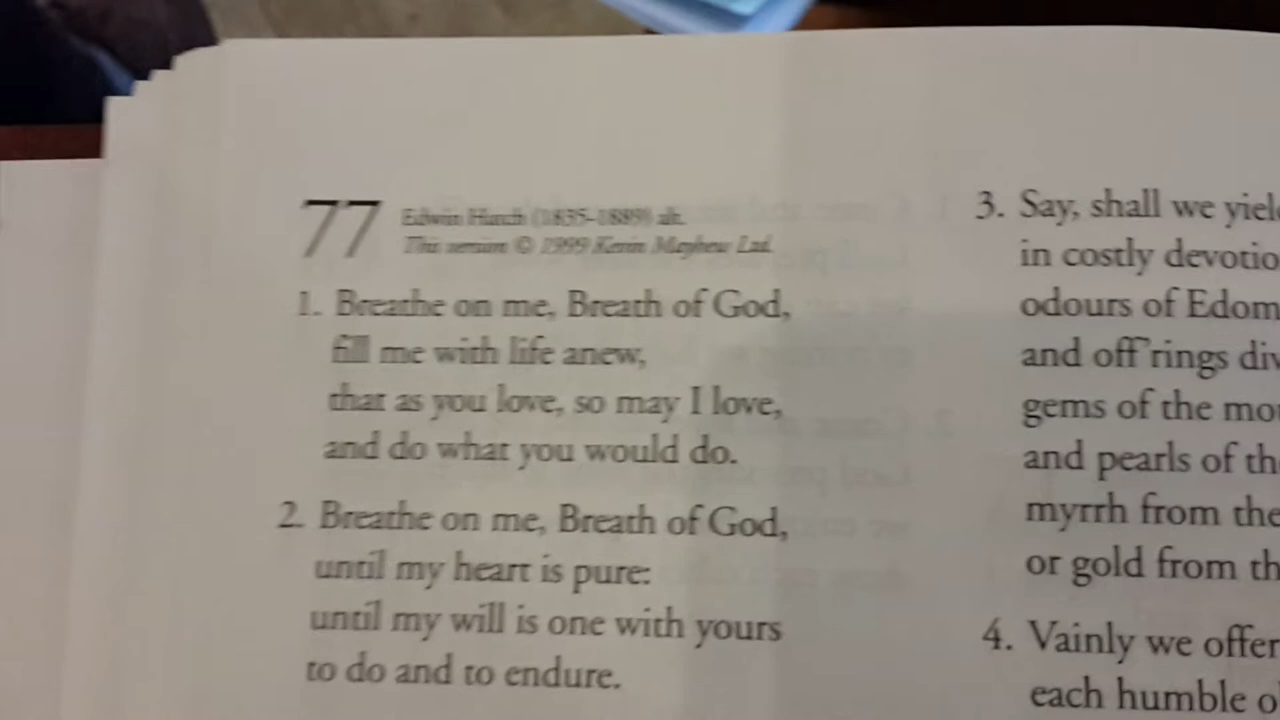 77
Edwin Hatch (1835-1889) alt.
This version © 1999 Kevin Mayhew Ltd.
1. Breathe on me, Breath of God,
fill me with life anew,
that as you love, so may I love,
and do what you would do.
2. Breathe on me, Breath of God,
until my heart is pure:
until my will is one with yours
to do and to endure.
3. Say, shall we
in costly
odours of Edom
and off'rings
gems of the
and pearls of
myrrh from the
or gold from
4. Vainly we offer
each humble